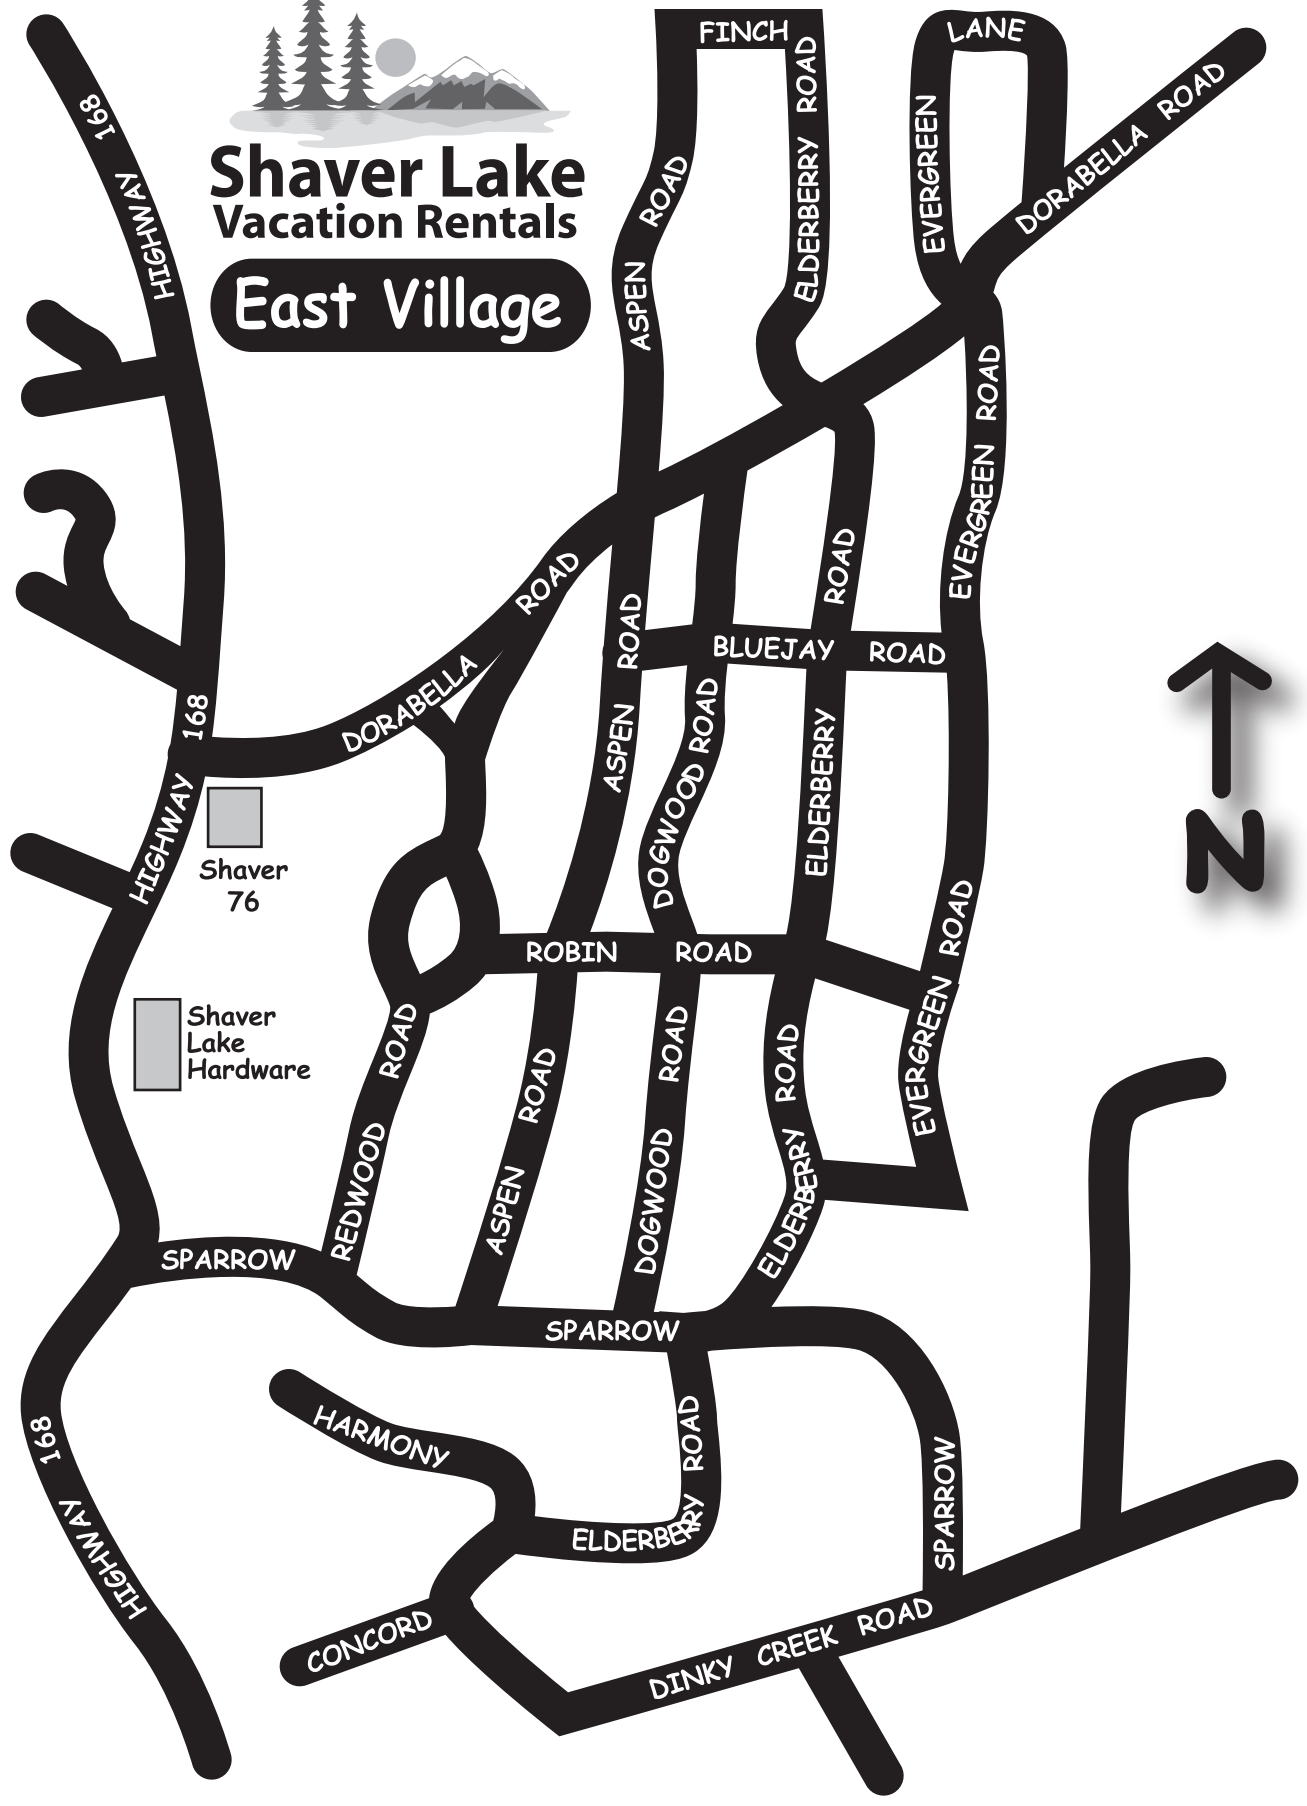 FINCH
LANE
ELDERBERRY ROAD
EVERGREEN
DORABELLA ROAD
HIGHWAY 168
Shaver Lake
Vacation Rentals
East Village
ASPEN ROAD
EVERGREEN ROAD
DORABELLA ROAD
ROAD
ASPEN ROAD
BLUEJAY ROAD
DOGWOOD ROAD
ELDERBERRY
HIGHWAY 168
Shaver
76
N
ROBIN ROAD
EVERGREEN ROAD
Shaver
Lake
Hardware
REDWOOD ROAD
ASPEN ROAD
DOGWOOD ROAD
ELDERBERRY ROAD
ELDERBERRY
SPARROW
SPARROW
HARMONY
ELDERBERRY ROAD
SPARROW
HIGHWAY 168
CONCORD
DINKY CREEK ROAD